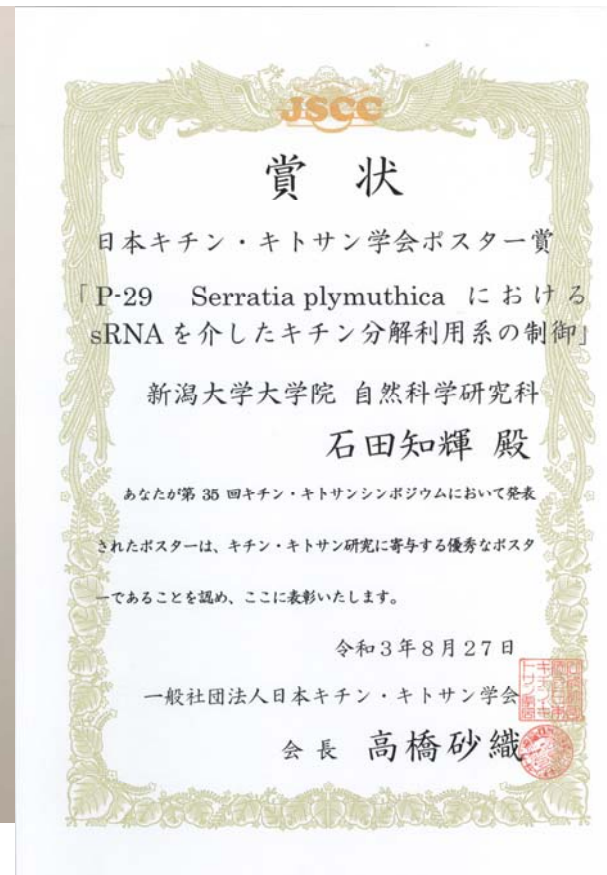 JSCC
賞 状
日本キチン・キトサン学会ポスター賞
「P-29 Serratia plymuthica における
sRNAを介したキチン分解利用系の制御」
新潟大学大学院 自然科学研究科
石田知輝 殿
あなたが第 35 回キチン・キトサンシンポジウムにおいて発表
されたポスターは、キチン・キトサン研究に寄与する優秀なポスタ
ーであることを認め、ここに表彰いたします。
令和3年8月27日
一般社団法人日本キチン・キトサン学会
会長 高橋砂織